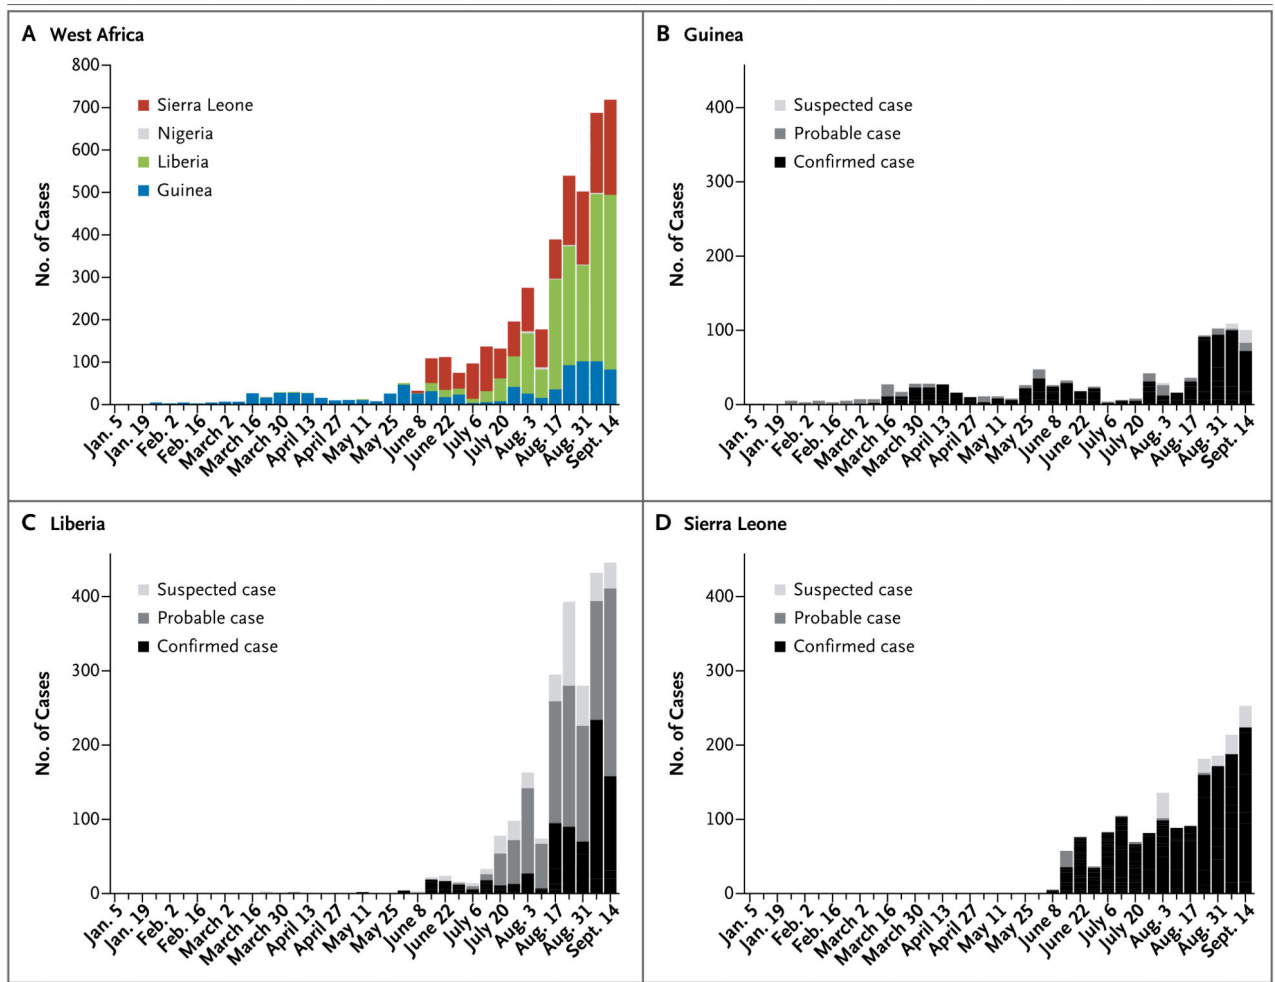 A West Africa
800
700
600
500
400
300
200
100
0
No. of Cases
Sierra Leone
Nigeria
Liberia
Guinea
Jan. 5
Jan. 19
Feb. 2
Feb. 16
March 2
March 16
March 30
April 13
April 27
May 11
May 25
June 8
June 22
July 6
July 20
Aug. 3
Aug. 17
Aug. 31
Sept. 14
B Guinea
400
300
200
100
0
No. of Cases
Suspected case
Probable case
Confirmed case
Jan. 5
Jan. 19
Feb. 2
Feb. 16
March 2
March 16
March 30
April 13
April 27
May 11
May 25
June 8
June 22
July 6
July 20
Aug. 3
Aug. 17
Aug. 31
Sept. 14
C Liberia
400
300
200
100
0
No. of Cases
Suspected case
Probable case
Confirmed case
Jan. 5
Jan. 19
Feb. 2
Feb. 16
March 2
March 16
March 30
April 13
April 27
May 11
May 25
June 8
June 22
July 6
July 20
Aug. 3
Aug. 17
Aug. 31
Sept. 14
D Sierra Leone
400
300
200
100
0
No. of Cases
Suspected case
Probable case
Confirmed case
Jan. 5
Jan. 19
Feb. 2
Feb. 16
March 2
March 16
March 30
April 13
April 27
May 11
May 25
June 8
June 22
July 6
July 20
Aug. 3
Aug. 17
Aug. 31
Sept. 14